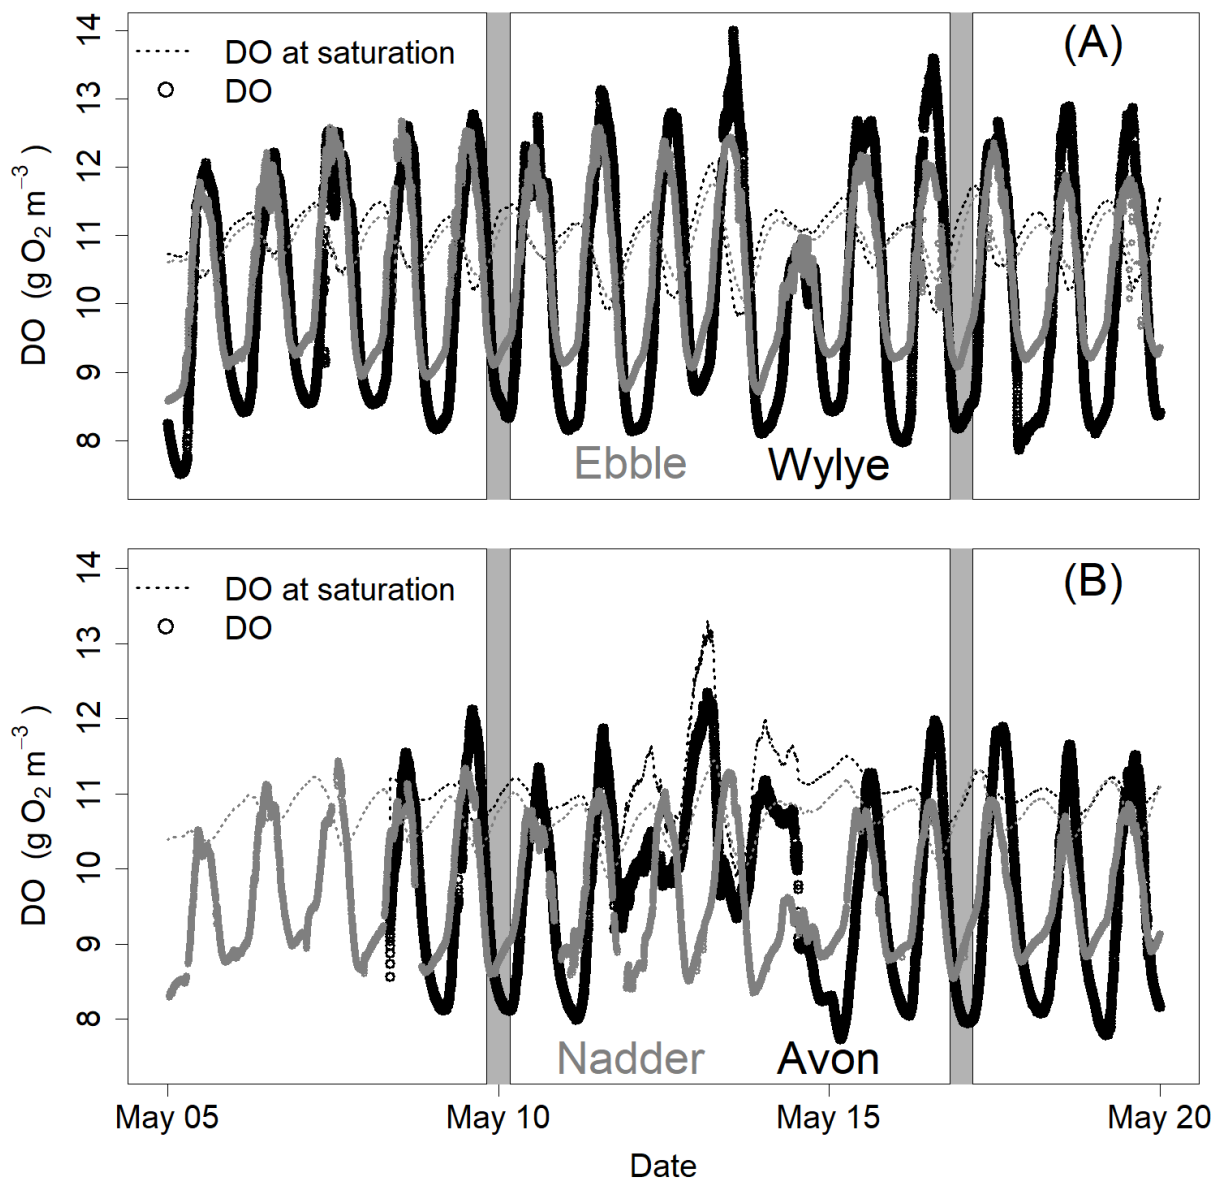 (A)
DO at saturation
DO
DO (g O₂ m⁻³)
14
13
12
11
10
9
8
Ebble
Wylye
(B)
DO at saturation
DO
DO (g O₂ m⁻³)
14
13
12
11
10
9
8
Nadder
Avon
May 05
May 10
May 15
May 20
Date